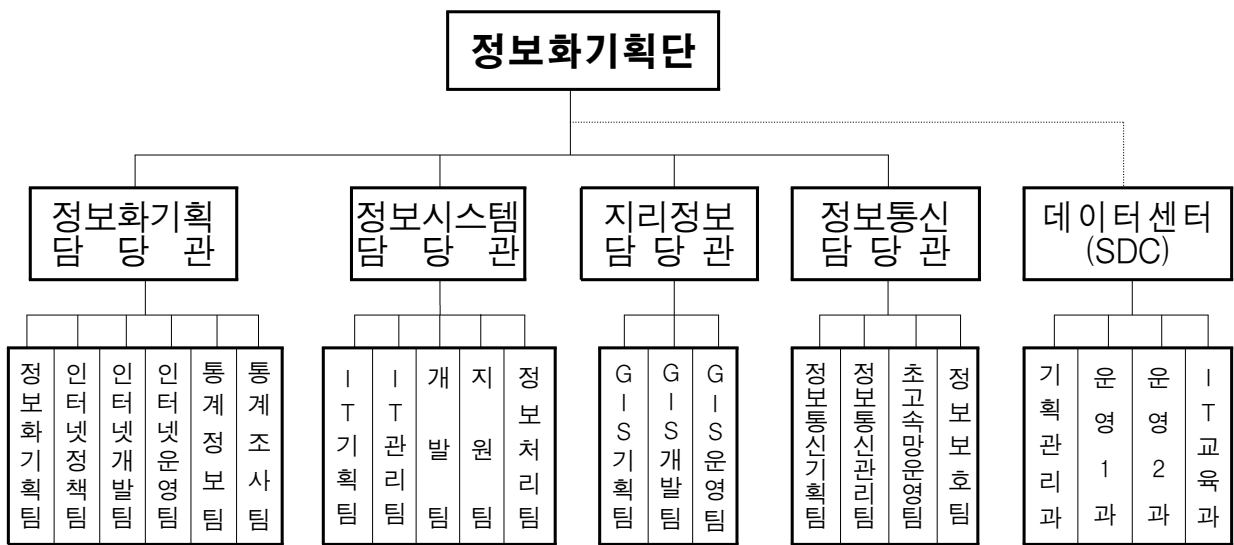 정보화기획단
정보화기획
담 당 관
정보시스템
담 당 관
지리정보
담당관
정보통신
담당관
데이터센터
(SDC)
정보화기획팀
인터넷정책팀
인터넷개발팀
인터넷운영팀
통계정보팀
통계조사팀
IT기획팀
IT관리팀
개발팀
지원팀
정보처리팀
GIS기획팀
GIS개발팀
GIS운영팀
정보통신기획팀
정보통신관리팀
초고속망운영팀
정보보호팀
기획관리과
운영1과
운영2과
IT교육과